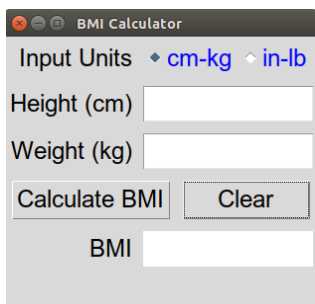 BMI Calculator
Input Units cm-kg in-lb
Height (cm)
Weight (kg)
Calculate BMI Clear
BMI